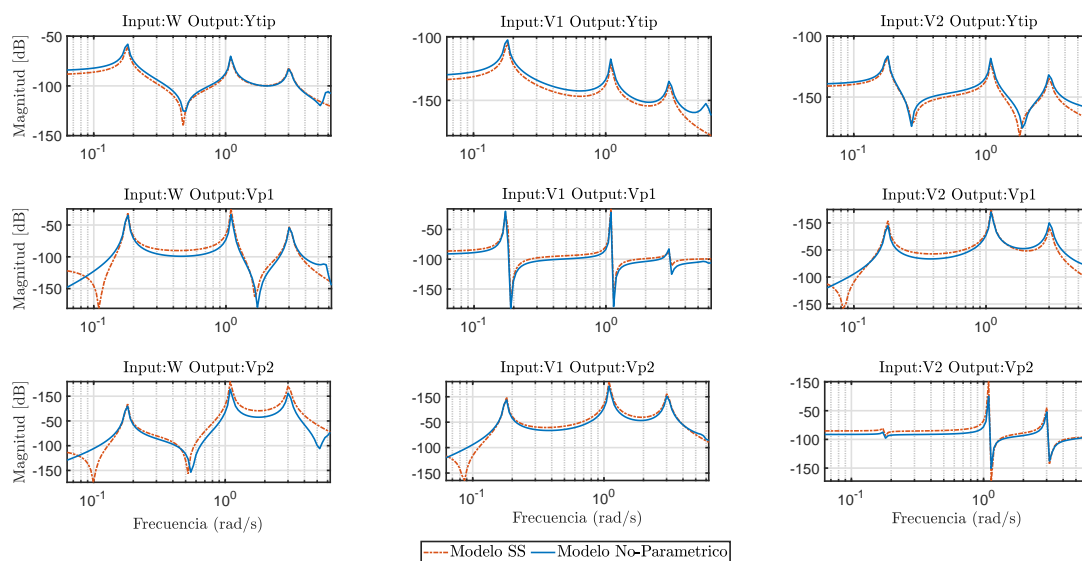 Input:W Output:Ytip
Input:V1 Output:Ytip
Input:V2 Output:Ytip
Magnitud [dB]
-50
-100
-150
10^-1
10^0
-100
-150
10^-1
10^0
-100
-150
10^-1
10^0
Input:W Output:Vp1
Input:V1 Output:Vp1
Input:V2 Output:Vp1
Magnitud [dB]
-50
-100
-150
10^-1
10^0
-50
-100
-150
10^-1
10^0
-150
-50
-100
-150
10^-1
10^0
Input:W Output:Vp2
Input:V1 Output:Vp2
Input:V2 Output:Vp2
Magnitud [dB]
-150
-50
-100
-150
10^-1
10^0
Frecuencia (rad/s)
-150
-50
-100
-150
10^-1
10^0
Frecuencia (rad/s)
-150
-50
-100
-150
10^-1
10^0
Frecuencia (rad/s)
Modelo SS
Modelo No-Parametrico